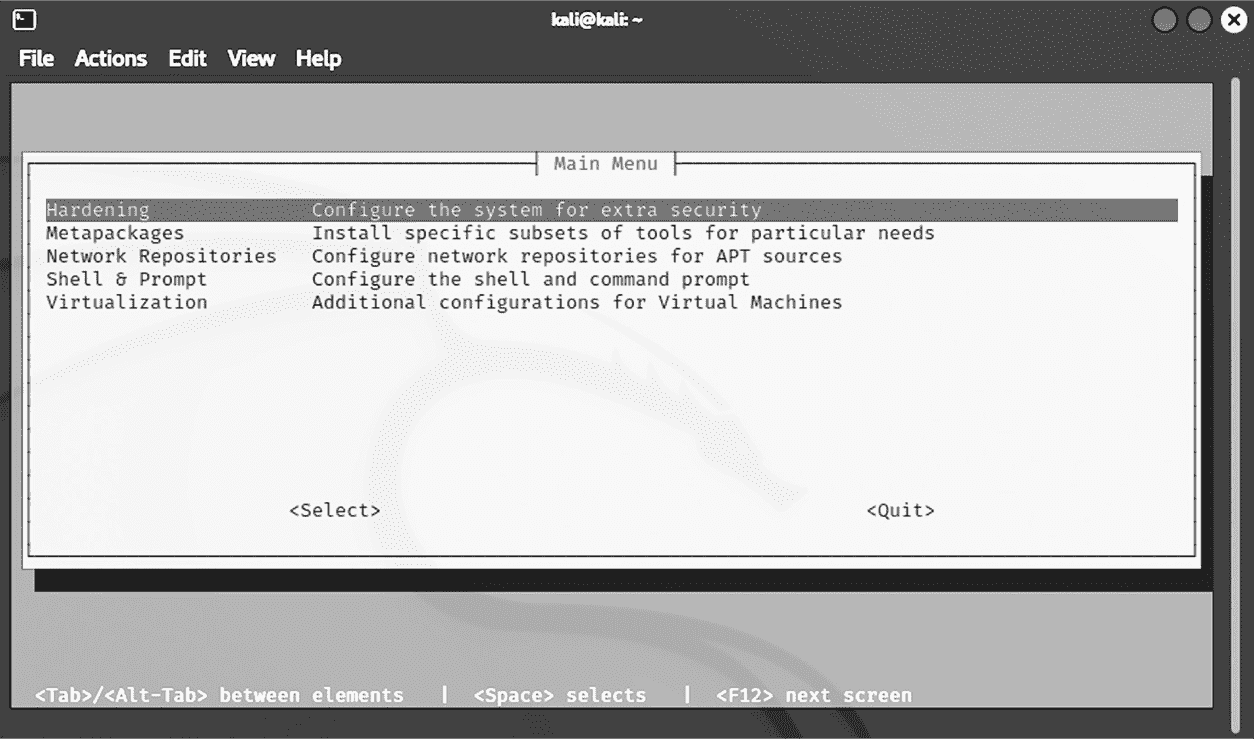 kali@kali: ~
File Actions Edit View Help
Main Menu
Hardening Configure the system for extra security
Metapackages Install specific subsets of tools for particular needs
Network Repositories Configure network repositories for APT sources
Shell & Prompt Configure the shell and command prompt
Virtualization Additional configurations for Virtual Machines
<Select> <Quit>
<Tab>/<Alt-Tab> between elements | <Space> selects | <F12> next screen